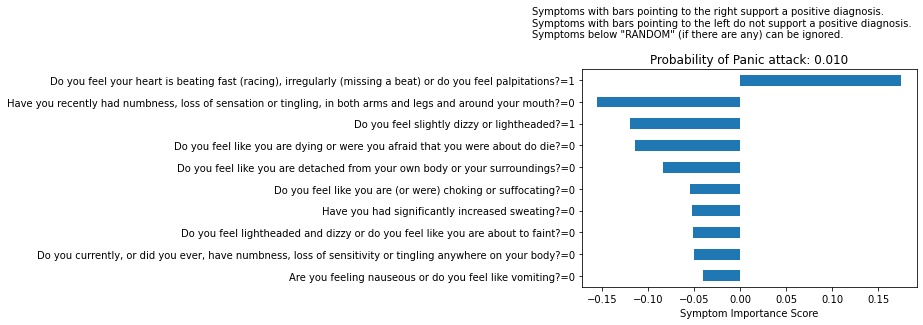 Symptoms with bars pointing to the right support a positive diagnosis.
Symptoms with bars pointing to the left do not support a positive diagnosis.
Symptoms below "RANDOM" (if there are any) can be ignored.
Probability of Panic attack: 0.010
Do you feel your heart is beating fast (racing), irregularly (missing a beat) or do you feel palpitations?=1
Have you recently had numbness, loss of sensation or tingling, in both arms and legs and around your mouth?=0
Do you feel slightly dizzy or lightheaded?=1
Do you feel like you are dying or were you afraid that you were about do die?=0
Do you feel like you are detached from your own body or your surroundings?=0
Do you feel like you are (or were) choking or suffocating?=0
Have you had significantly increased sweating?=0
Do you feel lightheaded and dizzy or do you feel like you are about to faint?=0
Do you currently, or did you ever, have numbness, loss of sensitivity or tingling anywhere on your body?=0
Are you feeling nauseous or do you feel like vomiting?=0
−0.15 −0.10 −0.05 0.00 0.05 0.10 0.15
Symptom Importance Score